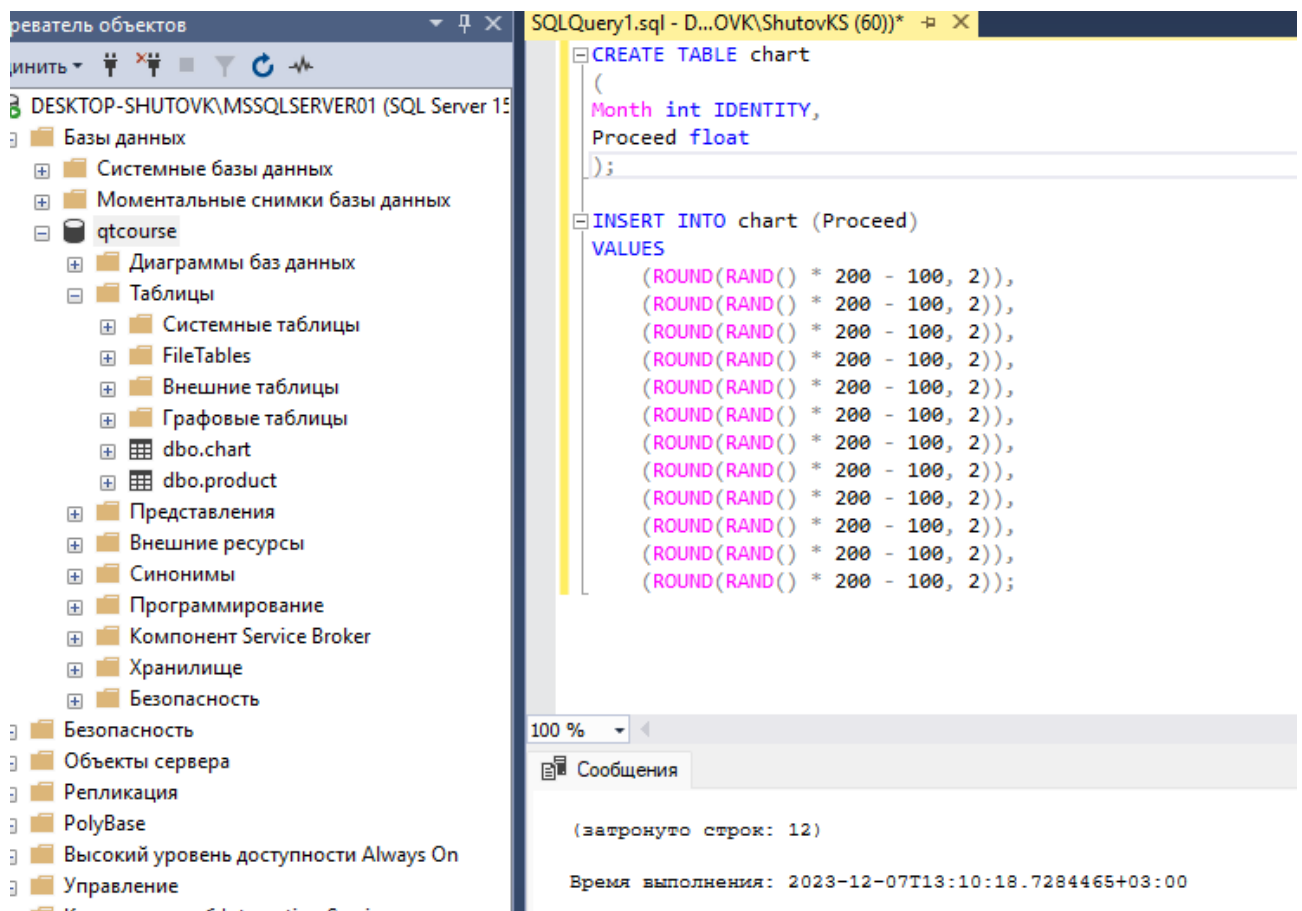 реватель объектов
динить
DESKTOP-SHUTOVK\MSSQLSERVER01 (SQL Server 15
Базы данных
Системные базы данных
Моментальные снимки базы данных
qtcourse
Диаграммы баз данных
Таблицы
Системные таблицы
FileTables
Внешние таблицы
Графовые таблицы
dbo.chart
dbo.product
Представления
Внешние ресурсы
Синонимы
Программирование
Компонент Service Broker
Хранилище
Безопасность
Безопасность
Объекты сервера
Репликация
PolyBase
Высокий уровень доступности Always On
Управление
SQLQuery1.sql - D...OVK\ShutovKS (60))*
CREATE TABLE chart
(
Month int IDENTITY,
Proceed float
);
INSERT INTO chart (Proceed)
VALUES
(ROUND(RAND() * 200 - 100, 2)),
(ROUND(RAND() * 200 - 100, 2)),
(ROUND(RAND() * 200 - 100, 2)),
(ROUND(RAND() * 200 - 100, 2)),
(ROUND(RAND() * 200 - 100, 2)),
(ROUND(RAND() * 200 - 100, 2)),
(ROUND(RAND() * 200 - 100, 2)),
(ROUND(RAND() * 200 - 100, 2)),
(ROUND(RAND() * 200 - 100, 2)),
(ROUND(RAND() * 200 - 100, 2)),
(ROUND(RAND() * 200 - 100, 2)),
(ROUND(RAND() * 200 - 100, 2));
100 %
Сообщения
(затронуто строк: 12)
Время выполнения: 2023-12-07T13:10:18.7284465+03:00